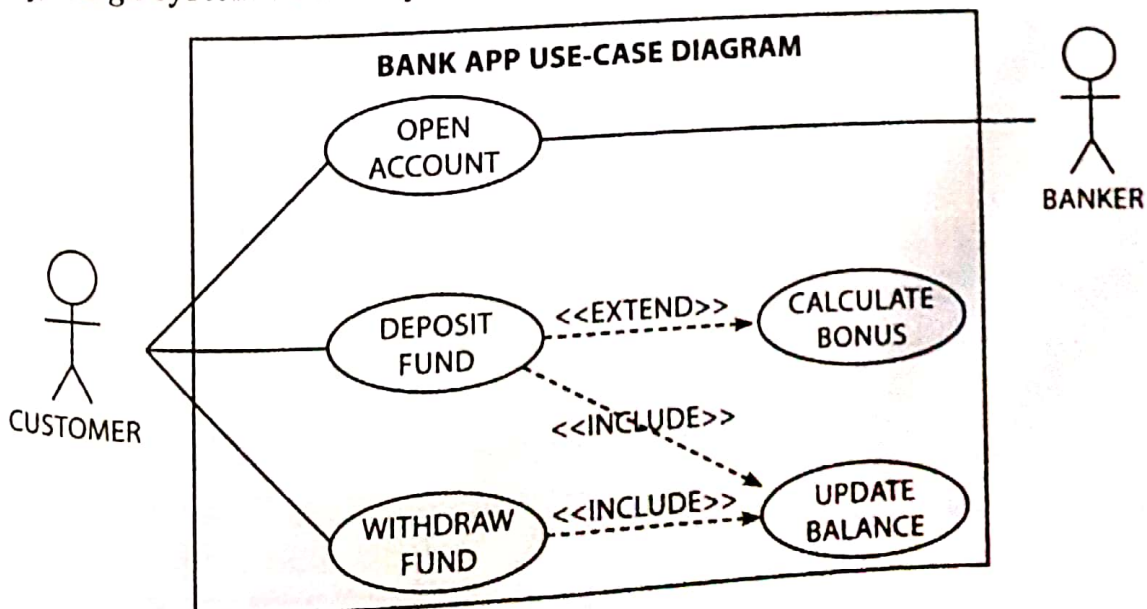 BANK APP USE-CASE DIAGRAM
OPEN
ACCOUNT
BANKER
DEPOSIT
FUND
<<EXTEND>>
CALCULATE
BONUS
CUSTOMER
<<INCLUDE>>
WITHDRAW
FUND
<<INCLUDE>>
UPDATE
BALANCE